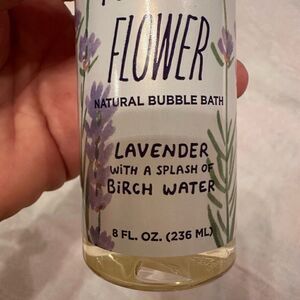 FLOWER
NATURAL BUBBLE BATH
LAVENDER
WITH A SPLASH OF
BIRCH WATER
8 FL. OZ. (236 ML)